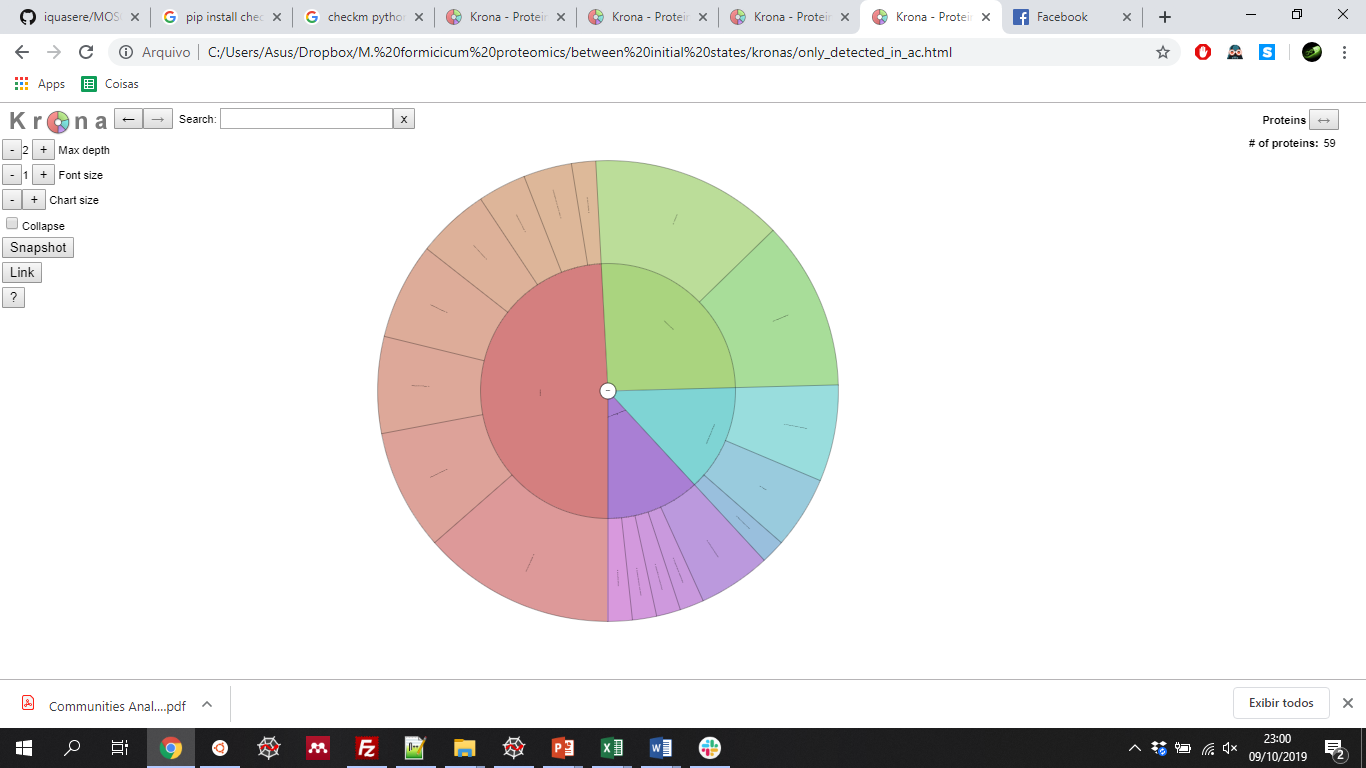 iquasere/MOS
pip install chec
checkm pytho
Krona - Protei
Krona - Protei
Krona - Protei
Krona - Protei
Facebook
Arquivo
C:/Users/Asus/Dropbox/M.%20formicicum%20proteomics/between%20initial%20states/kronas/only_detected_in_ac.html
Apps
Coisas
Krona
← → Search: x
Proteins ↔
# of proteins: 59
- 2 + Max depth
- 1 + Font size
- + Chart size
Collapse
Snapshot
Link
?
Communities Anal....pdf
Exibir todos
23:00
09/10/2019
2